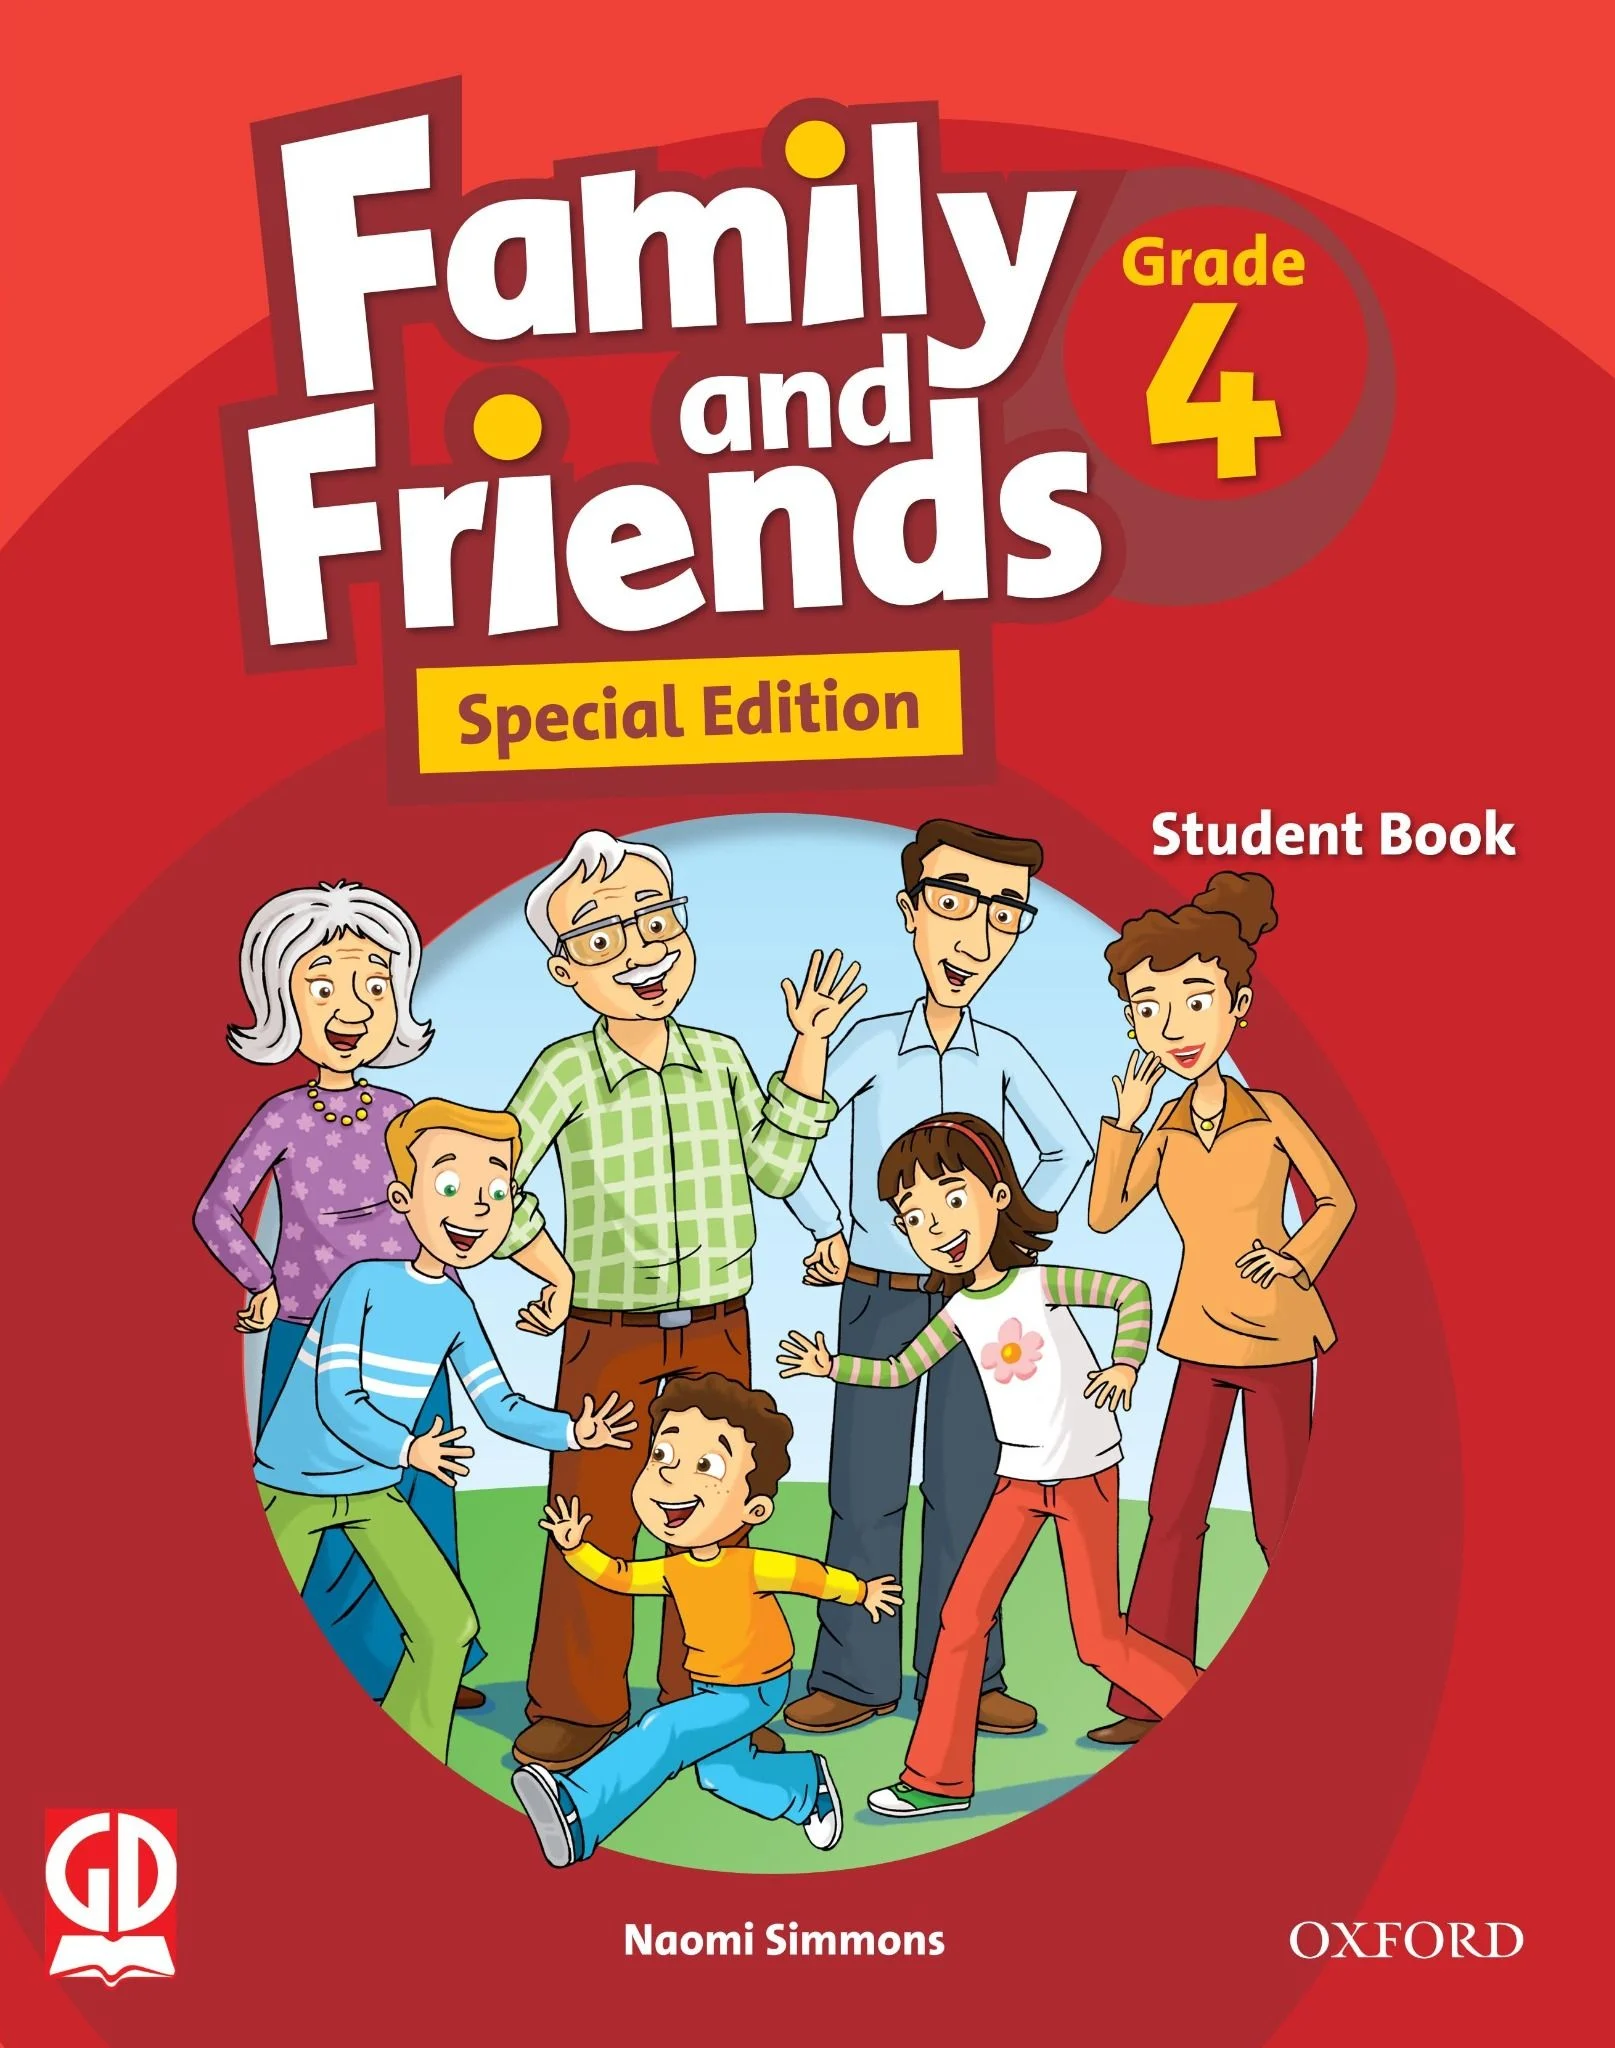 Family
and
Friends
Grade
4
Special Edition
Student Book
GD
Naomi Simmons
OXFORD